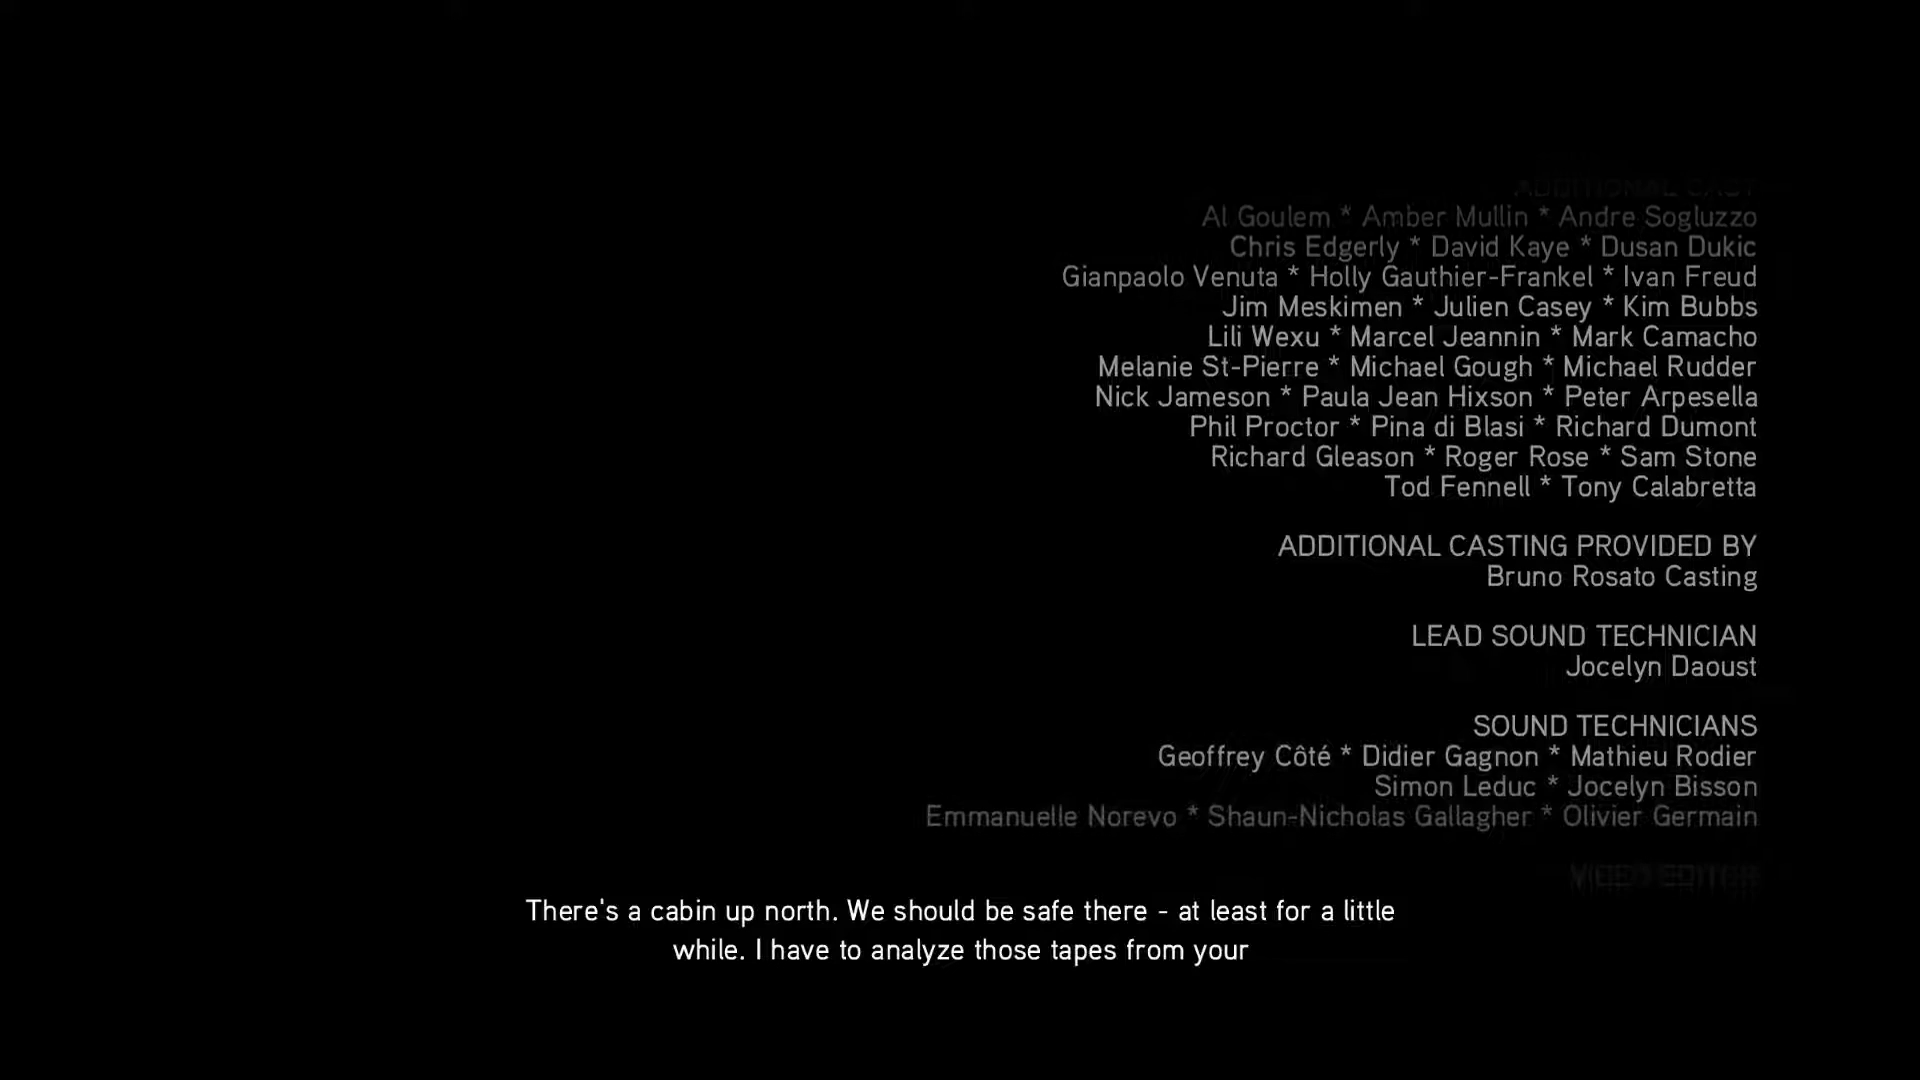 ADDITIONAL CAST
Al Goulem * Amber Mullin * Andre Sogluzzo
Chris Edgerly * David Kaye * Dusan Dukic
Gianpaolo Venuta * Holly Gauthier-Frankel * Ivan Freud
Jim Meskimen * Julien Casey * Kim Bubbs
Lili Wexu * Marcel Jeannin * Mark Camacho
Melanie St-Pierre * Michael Gough * Michael Rudder
Nick Jameson * Paula Jean Hixson * Peter Arpesella
Phil Proctor * Pina di Blasi * Richard Dumont
Richard Gleason * Roger Rose * Sam Stone
Tod Fennell * Tony Calabretta
ADDITIONAL CASTING PROVIDED BY
Bruno Rosato Casting
LEAD SOUND TECHNICIAN
Jocelyn Daoust
SOUND TECHNICIANS
Geoffrey Côté * Didier Gagnon * Mathieu Rodier
Simon Leduc * Jocelyn Bisson
Emmanuelle Norevo * Shaun-Nicholas Gallagher * Olivier Germain
VIDEO EDITOR
There's a cabin up north. We should be safe there - at least for a little
while. I have to analyze those tapes from your